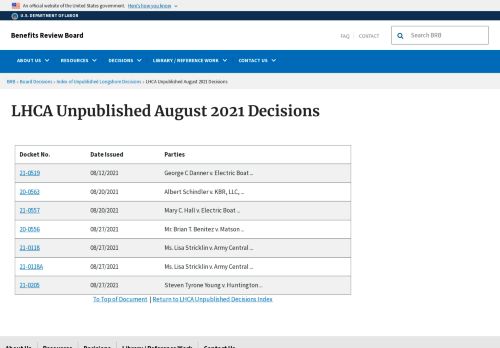 An official website of the United States government. Here's how you know
U.S. DEPARTMENT OF LABOR
Benefits Review Board
FAQ | CONTACT
Search BRB
ABOUT US RESOURCES DECISIONS LIBRARY / REFERENCE WORK CONTACT US
BRB › Board Decisions › Index of Unpublished Longshore Decisions › LHCA Unpublished August 2021 Decisions
LHCA Unpublished August 2021 Decisions
Docket No. Date Issued Parties
21-0519 08/12/2021 George C Danner v. Electric Boat ...
20-0563 08/20/2021 Albert Schindler v. KBR, LLC, ...
21-0557 08/20/2021 Mary C. Hall v. Electric Boat ...
20-0556 08/27/2021 Mr. Brian T. Benitez v. Matson ...
21-0118 08/27/2021 Ms. Lisa Stricklin v. Army Central ...
21-0118A 08/27/2021 Ms. Lisa Stricklin v. Army Central ...
21-0205 08/27/2021 Steven Tyrone Young v. Huntington ...
To Top of Document | Return to LHCA Unpublished Decisions Index
About Us Resources Decisions Library / Reference Work Contact Us